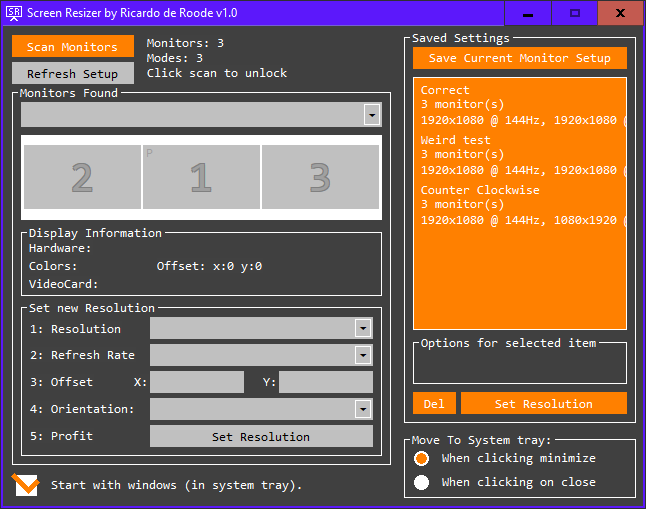 SR Screen Resizer by Ricardo de Roode v1.0
Scan Monitors
Refresh Setup
Monitors: 3
Modes: 3
Click scan to unlock
Monitors Found
2
P
1
3
Display Information
Hardware:
Colors: Offset: x:0 y:0
VideoCard:
Set new Resolution
1: Resolution
2: Refresh Rate
3: Offset X: Y:
4: Orientation:
5: Profit Set Resolution
Start with windows (in system tray).
Saved Settings
Save Current Monitor Setup
Correct
3 monitor(s)
1920x1080 @ 144Hz, 1920x1080 @
Weird test
3 monitor(s)
1920x1080 @ 144Hz, 1920x1080 @
Counter Clockwise
3 monitor(s)
1920x1080 @ 144Hz, 1080x1920 @
Options for selected item
Del Set Resolution
Move To System tray:
When clicking minimize
When clicking on close